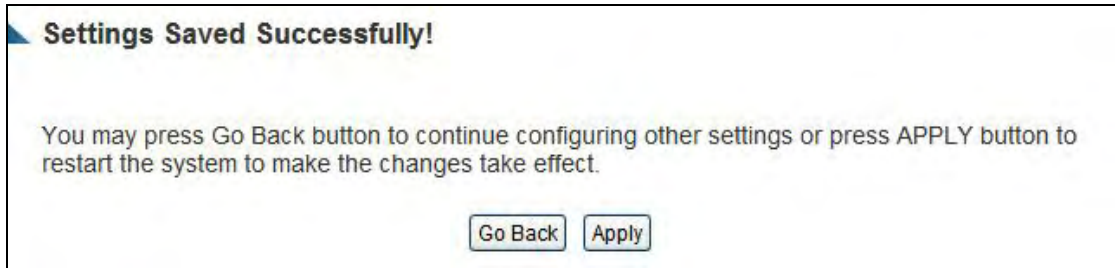 Settings Saved Successfully!
You may press Go Back button to continue configuring other settings or press APPLY button to
restart the system to make the changes take effect.
Go Back Apply